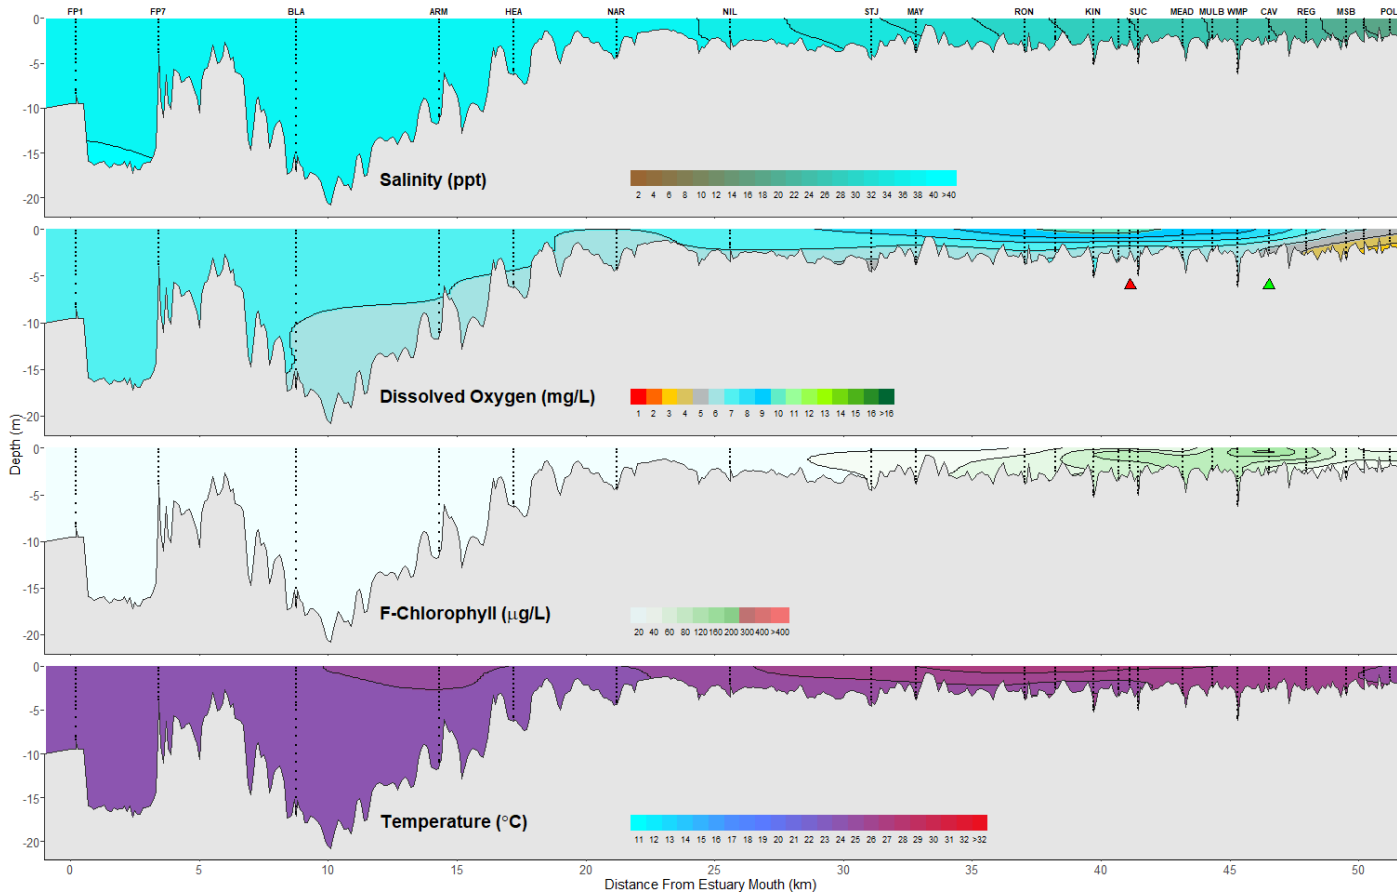 FP1 FP7 BLA ARM HEA NAR NIL STJ MAY RON KIN SUC MEAD MULB WMP CAV REG MSB POL
0
-5
-10
-15
-20
Salinity (ppt)
2 4 6 8 10 12 14 16 18 20 22 24 26 28 30 32 34 36 38 40 >40
0
-5
-10
-15
-20
Dissolved Oxygen (mg/L)
1 2 3 4 5 6 7 8 9 10 11 12 13 14 15 16 >16
Depth (m)
0
-5
-10
-15
-20
F-Chlorophyll (μg/L)
20 40 60 80 120 160 200 300 400 >400
0
-5
-10
-15
-20
Temperature (°C)
11 12 13 14 15 16 17 18 19 20 21 22 23 24 25 26 27 28 29 30 31 32 >32
0 5 10 15 20 25 30 35 40 45 50
Distance From Estuary Mouth (km)